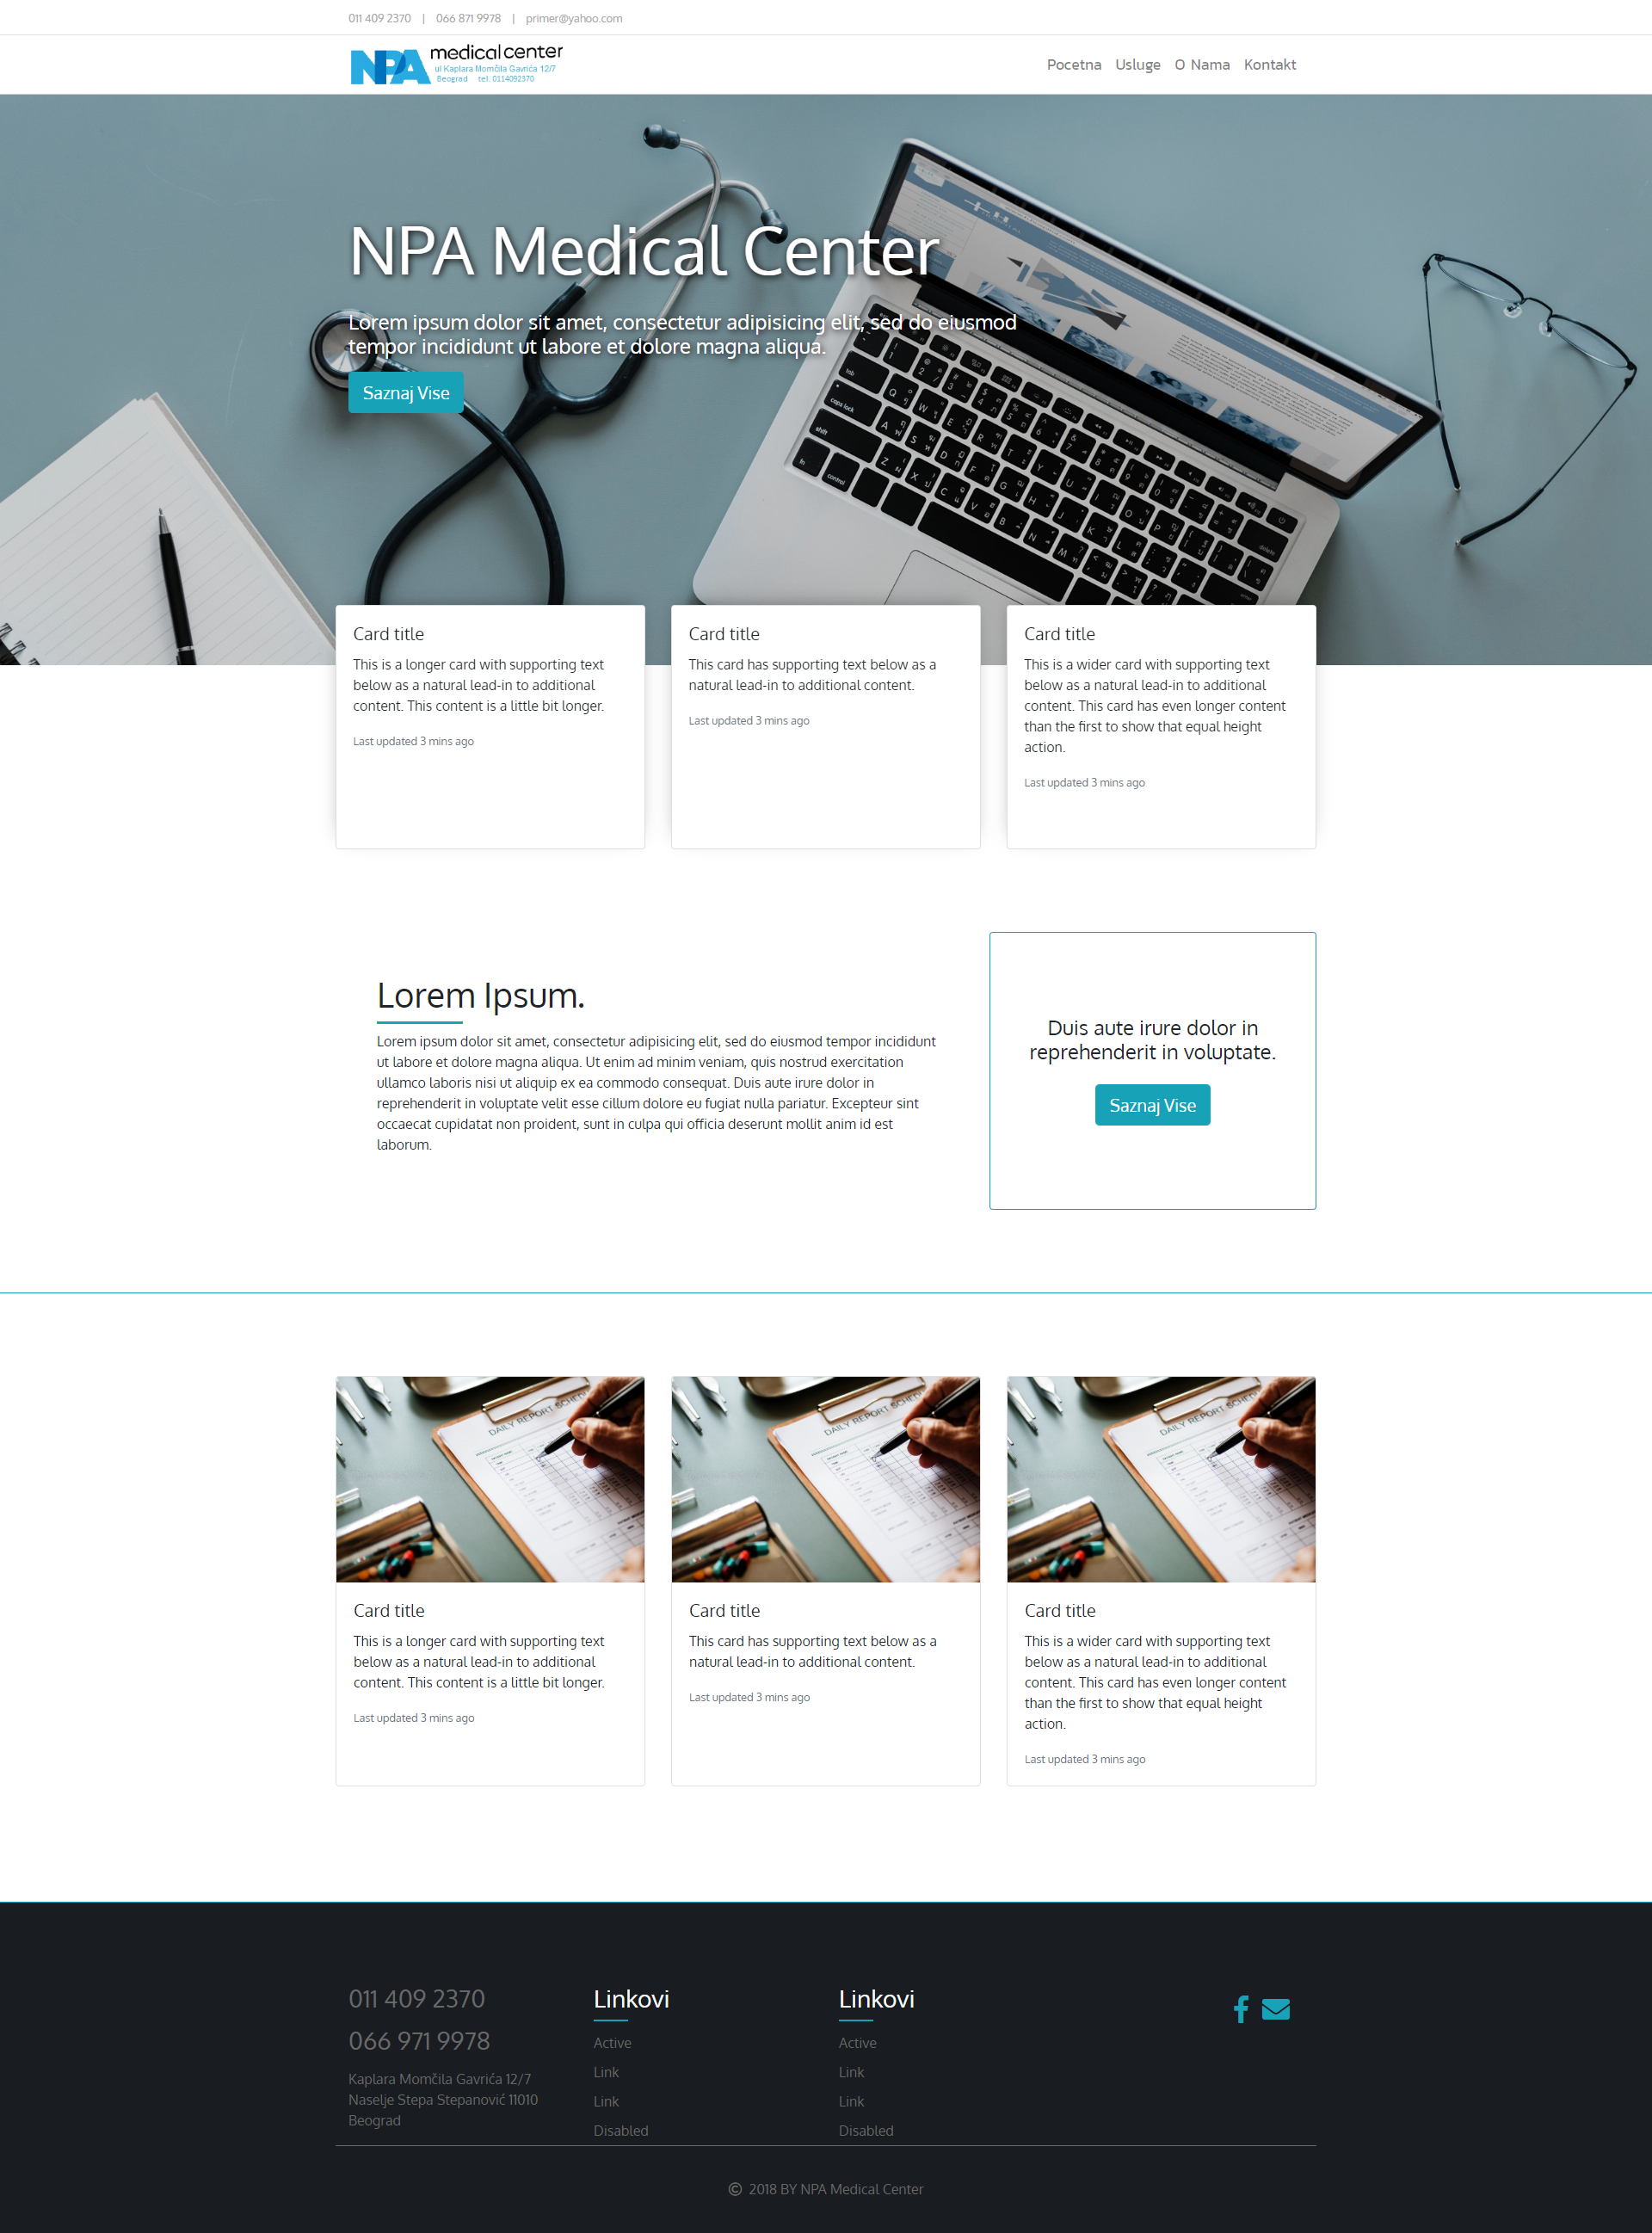 011 409 2370 | 066 871 9978 | primer@yahoo.com
NPA medical center
ul Kaplara Momčila Gavrića 12/7
Beograd tel. 0114092370
Pocetna Usluge O Nama Kontakt
NPA Medical Center
Lorem ipsum dolor sit amet, consectetur adipisicing elit, sed do eiusmod
tempor incididunt ut labore et dolore magna aliqua.
Saznaj Vise
Card title
This is a longer card with supporting text
below as a natural lead-in to additional
content. This content is a little bit longer.
Last updated 3 mins ago
Card title
This card has supporting text below as a
natural lead-in to additional content.
Last updated 3 mins ago
Card title
This is a wider card with supporting text
below as a natural lead-in to additional
content. This card has even longer content
than the first to show that equal height
action.
Last updated 3 mins ago
Lorem Ipsum.
Lorem ipsum dolor sit amet, consectetur adipisicing elit, sed do eiusmod tempor incididunt
ut labore et dolore magna aliqua. Ut enim ad minim veniam, quis nostrud exercitation
ullamco laboris nisi ut aliquip ex ea commodo consequat. Duis aute irure dolor in
reprehenderit in voluptate velit esse cillum dolore eu fugiat nulla pariatur. Excepteur sint
occaecat cupidatat non proident, sunt in culpa qui officia deserunt mollit anim id est
laborum.
Duis aute irure dolor in
reprehenderit in voluptate.
Saznaj Vise
DAILY REPORT SCHEM
DAILY REPORT SCHEM
DAILY REPORT SCHEM
Card title
This is a longer card with supporting text
below as a natural lead-in to additional
content. This content is a little bit longer.
Last updated 3 mins ago
Card title
This card has supporting text below as a
natural lead-in to additional content.
Last updated 3 mins ago
Card title
This is a wider card with supporting text
below as a natural lead-in to additional
content. This card has even longer content
than the first to show that equal height
action.
Last updated 3 mins ago
011 409 2370
066 971 9978
Kaplara Momčila Gavrića 12/7
Naselje Stepa Stepanović 11010
Beograd
Linkovi
Active
Link
Link
Disabled
Linkovi
Active
Link
Link
Disabled
© 2018 BY NPA Medical Center